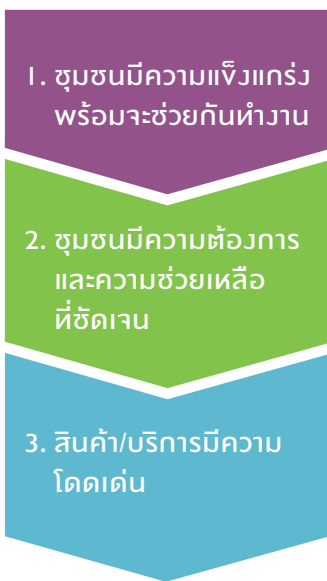 1. ชุมชนมีความแข็งแกร่ง
พร้อมจะช่วยกันทำงาน
2. ชุมชนมีความต้องการ
และความช่วยเหลือ
ที่ชัดเจน
3. สินค้า/บริการมีความ
โดดเด่น